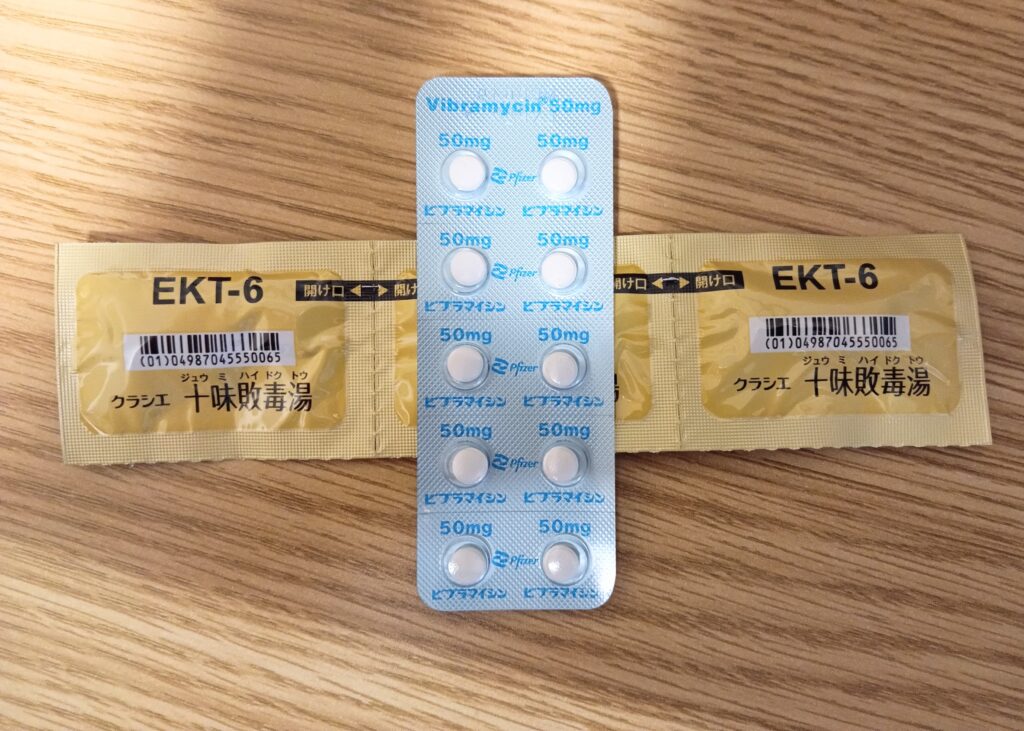 Vibramycin® 50mg
50mg 50mg
Pfizer
ビブラマイシン ビブラマイシン
50mg 50mg
Pfizer
ビブラマイシン ビブラマイシン
50mg 50mg
Pfizer
ビブラマイシン ビブラマイシン
50mg 50mg
Pfizer
ビブラマイシン ビブラマイシン
50mg 50mg
Pfizer
ビブラマイシン ビブラマイシン
EKT-6
開け口 開け
(01)04987045550065
ジュウ ミ ハイ ドク トウ
クラシエ 十味敗毒湯
け口 開け口
EKT-6
(01)04987045550065
ジュウ ミ ハイ ドク トウ
クラシエ 十味敗毒湯